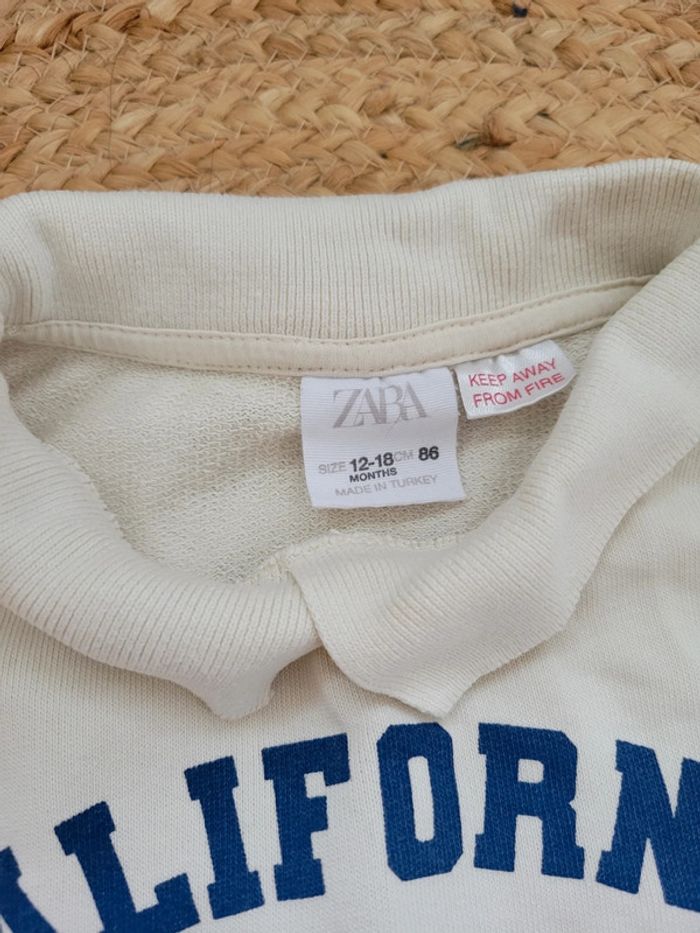 ZARA
SIZE 12-18 CM 86
MONTHS
MADE IN TURKEY
KEEP AWAY
FROM FIRE
ALIFORN